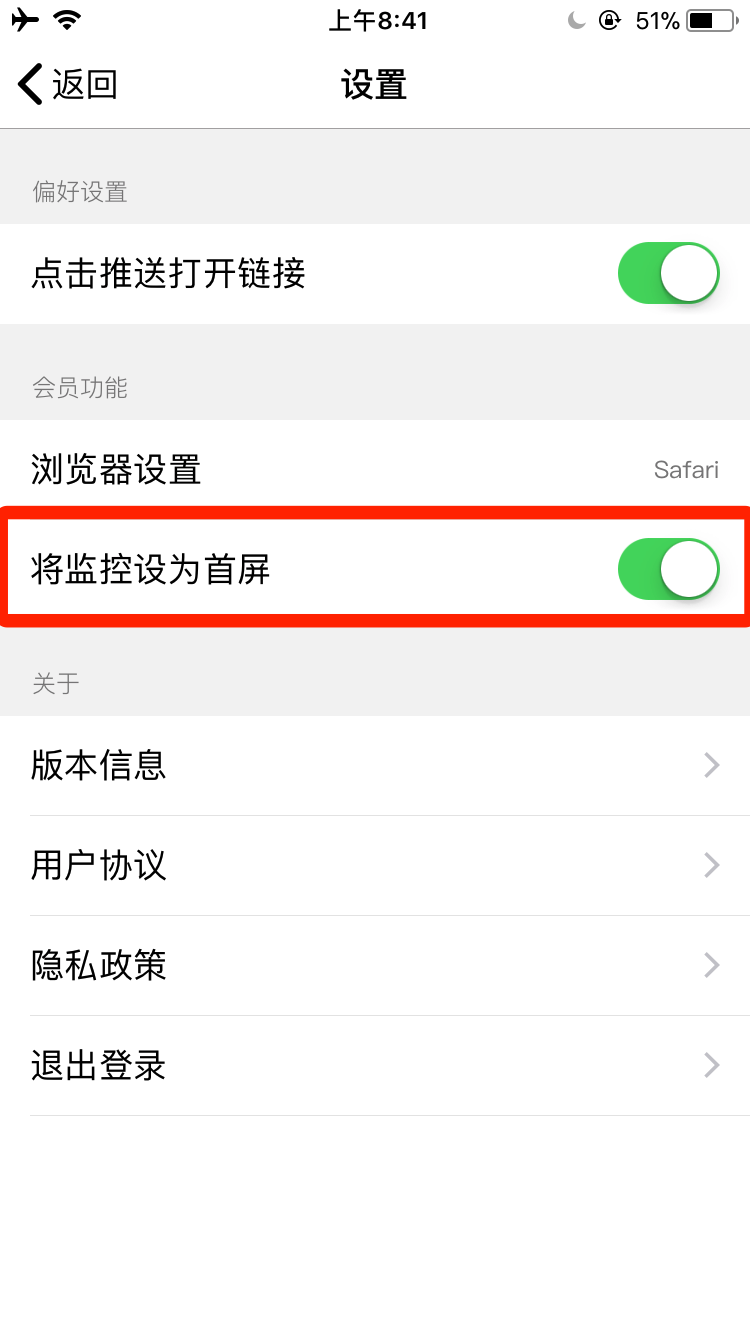 上午8:41
51%
返回
设置
偏好设置
点击推送打开链接
会员功能
浏览器设置
Safari
将监控设为首屏
关于
版本信息
用户协议
隐私政策
退出登录